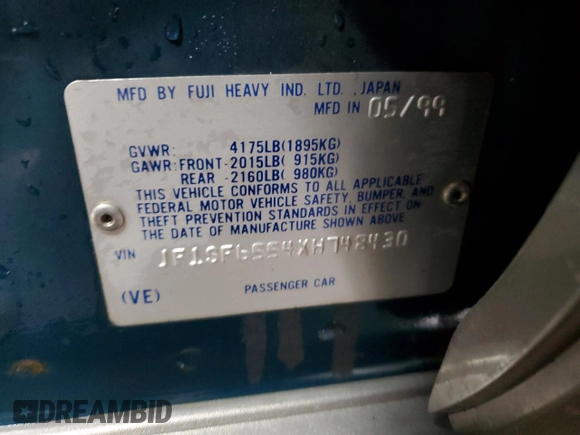 MFD BY FUJI HEAVY IND. LTD. ,JAPAN
MFD IN 05/99
GVWR: 4175LB(1895KG)
GAWR:FRONT-2015LB( 915KG)
REAR -2160LB( 980KG)
THIS VEHICLE CONFORMS TO ALL APPLICABLE
FEDERAL MOTOR VEHICLE SAFETY, BUMPER, AND
THEFT PREVENTION STANDARDS IN EFFECT ON
THE DATE OF MANUFACTURE SHOWN ABOVE
VIN JF1SF6554XH748430
(VE) PASSENGER CAR
DREAMBID